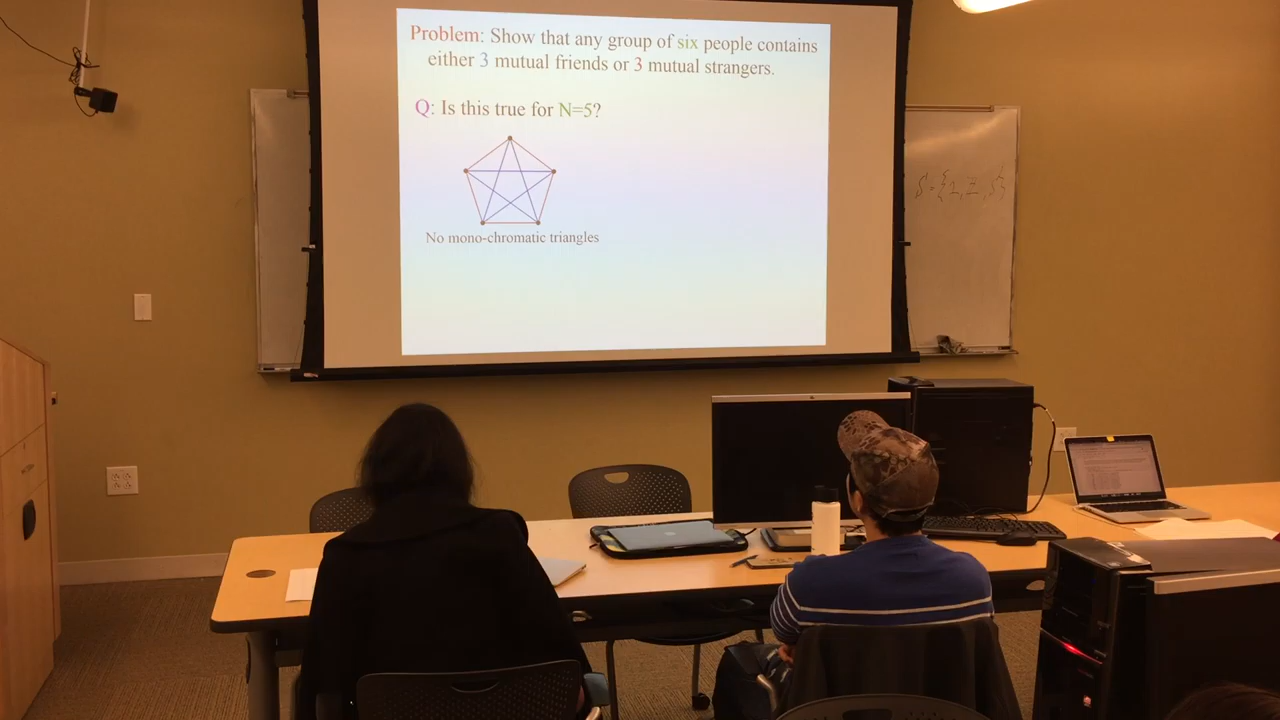 Problem: Show that any group of six people contains
either 3 mutual friends or 3 mutual strangers.
Q: Is this true for N=5?
No mono-chromatic triangles